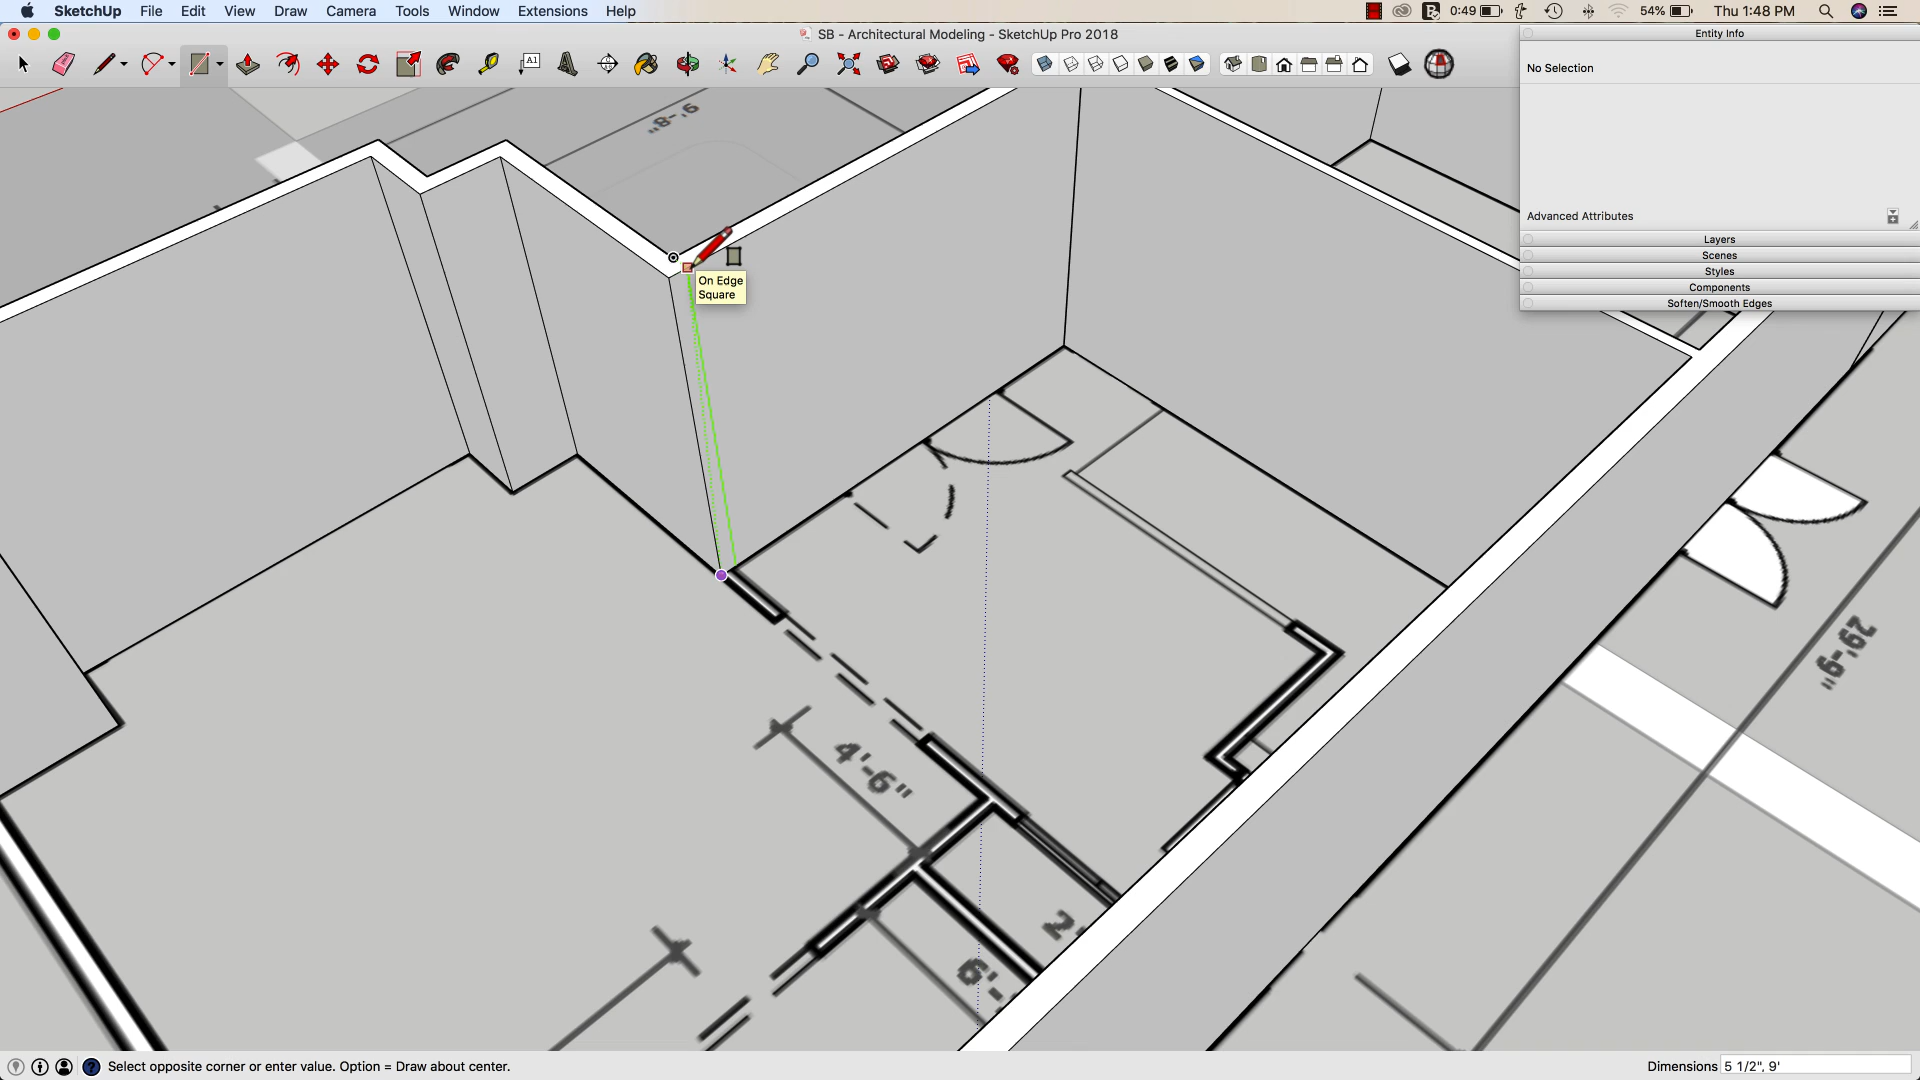 SketchUp File Edit View Draw Camera Tools Window Extensions Help
0:49 54% Thu 1:48 PM
SB - Architectural Modeling - SketchUp Pro 2018
Entity Info
No Selection
A1
9'-8"
Advanced Attributes
Layers
Scenes
Styles
Components
Soften/Smooth Edges
On Edge
Square
29'-9"
4'-6"
2'-
6'-
Select opposite corner or enter value. Option = Draw about center.
Dimensions 5 1/2", 9'